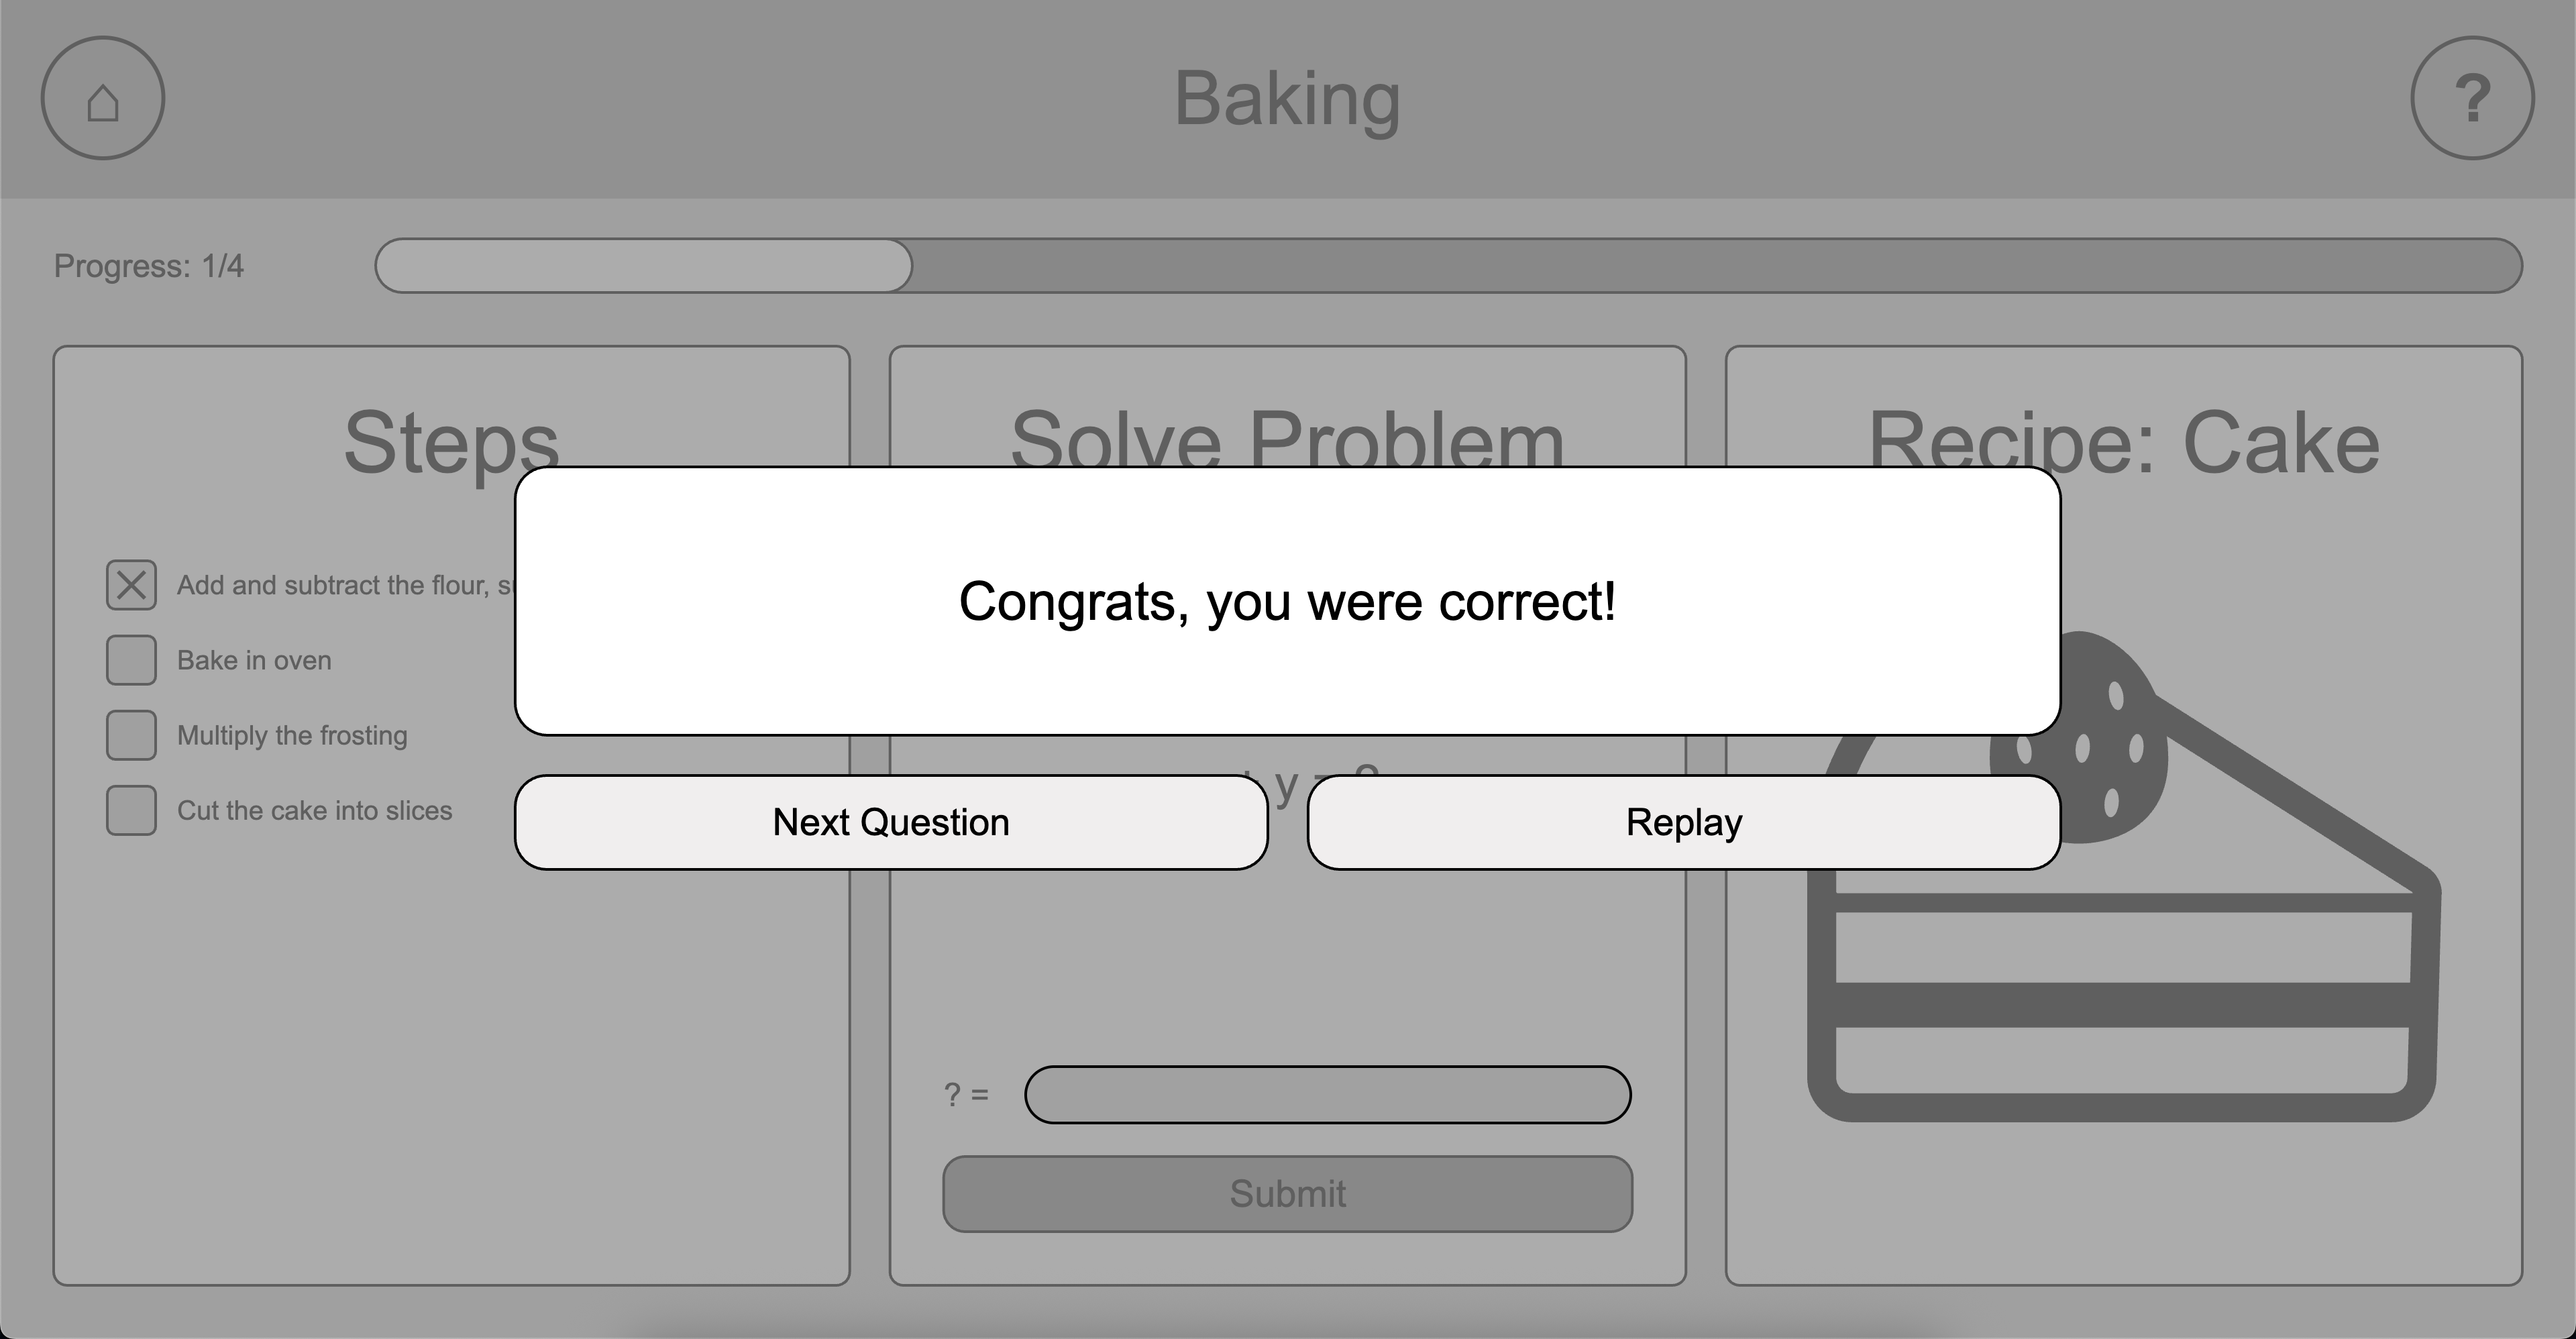 Baking
?
Progress: 1/4
Steps
Add and subtract the flour,
Bake in oven
Multiply the frosting
Cut the cake into slices
Solve Problem
y =
? =
Submit
Recipe: Cake
Congrats, you were correct!
Next Question
Replay